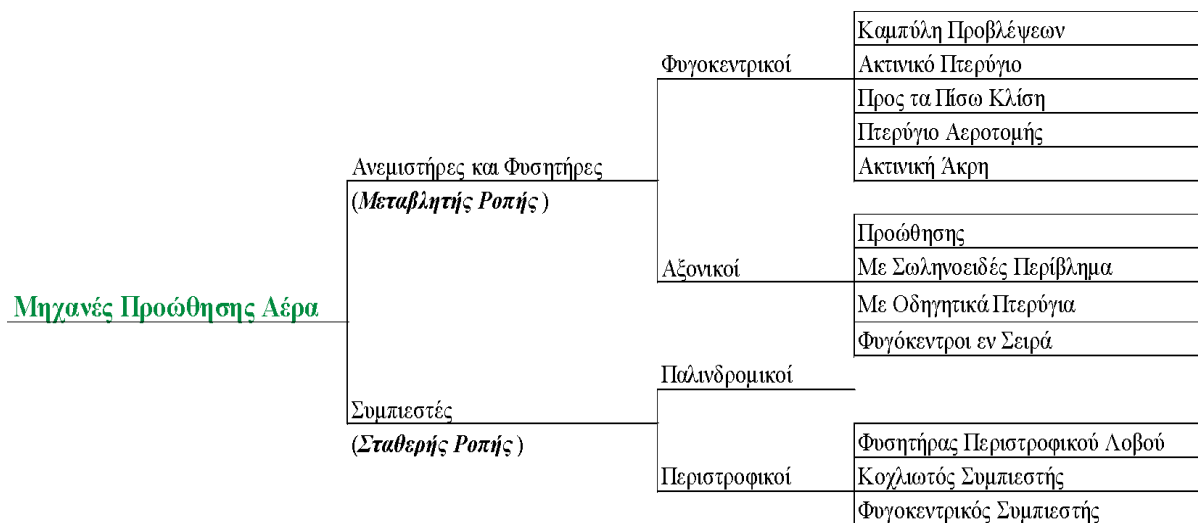 Μηχανές Προώθησης Αέρα
Ανεμιστήρες και Φυσητήρες
(Μεταβλητής Ροπής )
Φυγοκεντρικοί
Καμπύλη Προβλέψεων
Ακτινικό Πτερύγιο
Προς τα Πίσω Κλίση
Πτερύγιο Αεροτομής
Ακτινική Άκρη
Αξονικοί
Προώθησης
Με Σωληνοειδές Περίβλημα
Με Οδηγητικά Πτερύγια
Φυγόκεντροι εν Σειρά
Συμπιεστές
(Σταθερής Ροπής )
Παλινδρομικοί
Περιστροφικοί
Φυσητήρας Περιστροφικού Λοβού
Κοχλιωτός Συμπιεστής
Φυγοκεντρικός Συμπιεστής